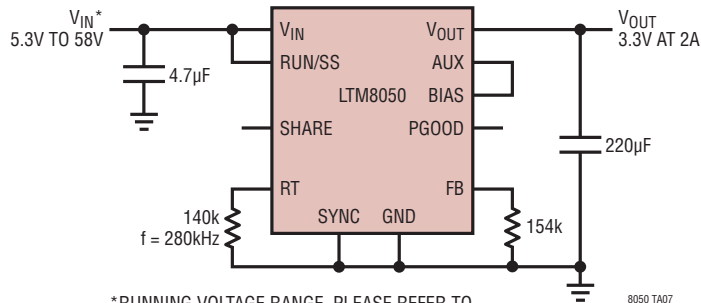 VIN*
5.3V TO 58V
4.7µF
VIN
RUN/SS
SHARE
RT
VOUT
AUX
BIAS
PGOOD
FB
LTM8050
SYNC GND
VOUT
3.3V AT 2A
220µF
140k
f = 280kHz
154k
*RUNNING VOLTAGE RANGE. PLEASE REFER TO
8050 TA07